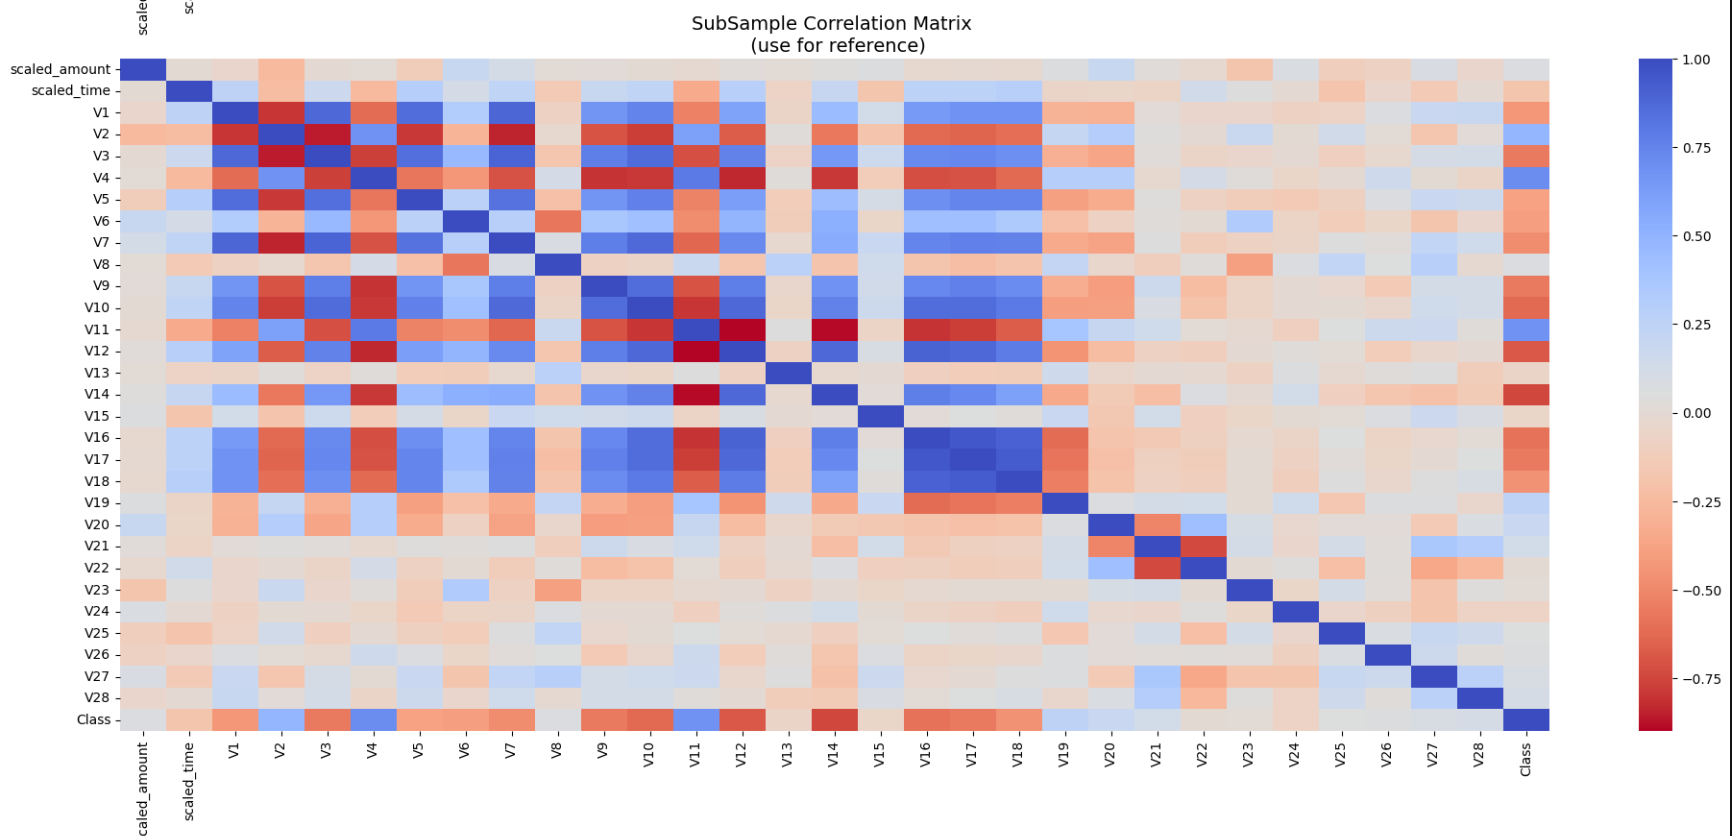 scaled
sc
SubSample Correlation Matrix
(use for reference)
scaled_amount
scaled_time
V1
V2
V3
V4
V5
V6
V7
V8
V9
V10
V11
V12
V13
V14
V15
V16
V17
V18
V19
V20
V21
V22
V23
V24
V25
V26
V27
V28
Class
1.00
0.75
0.50
0.25
0.00
−0.25
−0.50
−0.75
caled_amount
scaled_time
V1
V2
V3
V4
V5
V6
V7
V8
V9
V10
V11
V12
V13
V14
V15
V16
V17
V18
V19
V20
V21
V22
V23
V24
V25
V26
V27
V28
Class